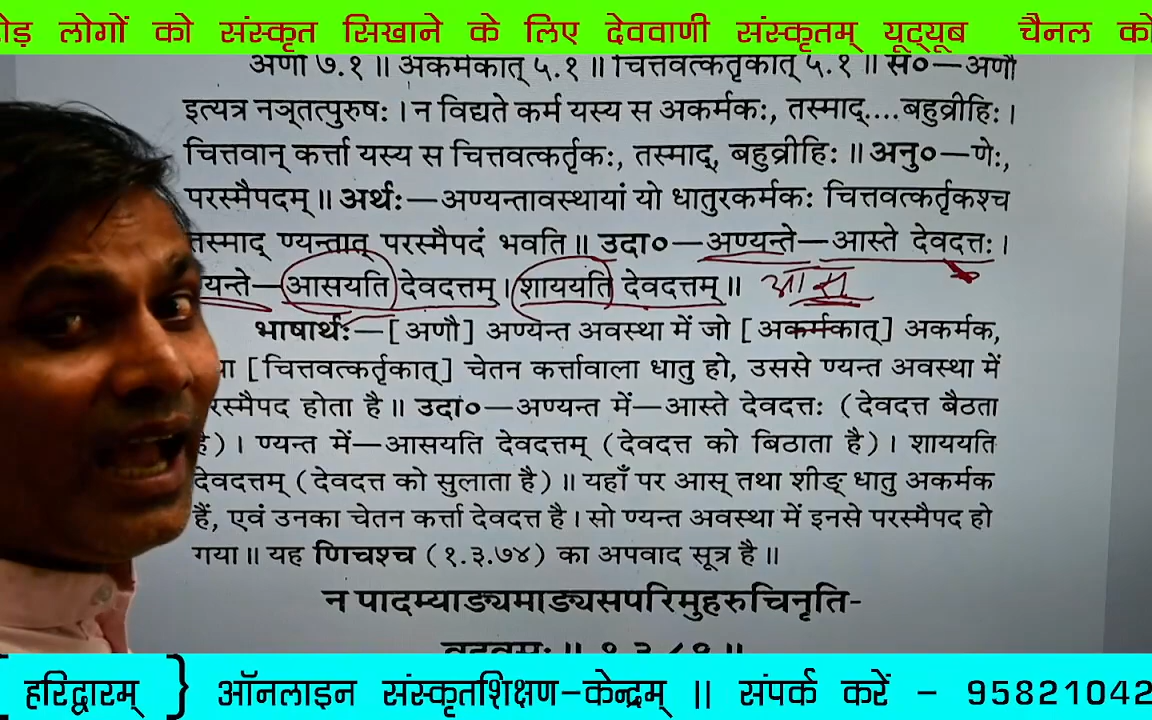 लोगों को संस्कृत सिखाने के लिए देववाणी संस्कृतम् यूट्यूब चैनल को
अणौ ७.१ ॥ अकर्मकात् ५.१ ॥ चित्तवत्कर्तृकात् ५.१ ॥ स०—अणौ
इत्यत्र नञ्तत्पुरुषः । न विद्यते कर्म यस्य स अकर्मकः, तस्माद्....बहुव्रीहिः ।
चित्तवान् कर्त्ता यस्य स चित्तवत्कर्तृकः, तस्माद्, बहुव्रीहिः ॥ अनु०—णेः,
परस्मैपदम् ॥ अर्थः—अण्यन्तावस्थायां यो धातुरकर्मकः चित्तवत्कर्तृकश्च
तस्माद् ण्यन्तात् परस्मैपदं भवति ॥ उदा०—अण्यन्ते—आस्ते देवदत्तः ।
यन्ते—आसयति देवदत्तम् । शाययति देवदत्तम् ॥ आस्
भाषार्थः—[अणौ] अण्यन्त अवस्था में जो [अकर्मकात्] अकर्मक,
[चित्तवत्कर्तृकात्] चेतन कर्त्तावाला धातु हो, उससे ण्यन्त अवस्था में
रस्मैपद होता है ॥ उदा०—अण्यन्त में—आस्ते देवदत्तः (देवदत्त बैठता
है) । ण्यन्त में—आसयति देवदत्तम् (देवदत्त को बिठाता है) । शाययति
देवदत्तम् (देवदत्त को सुलाता है) ॥ यहाँ पर आस् तथा शीङ् धातु अकर्मक
हैं, एवं उनका चेतन कर्त्ता देवदत्त है । सो ण्यन्त अवस्था में इनसे परस्मैपद हो
गया ॥ यह णिचश्च (१.३.७४) का अपवाद सूत्र है ॥
न पादम्याङ्यमाङ्यसपरिमुहरुचिनृति-
हरिद्वारम् } ऑनलाइन संस्कृतशिक्षण-केन्द्रम् || संपर्क करें - 95821042